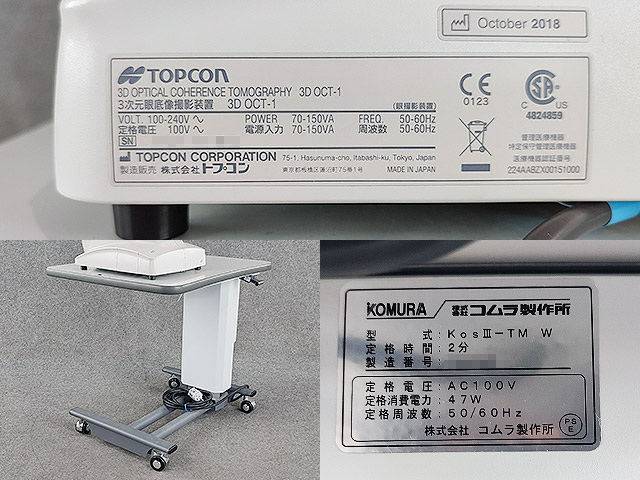 October 2018
TOPCON
3D OPTICAL COHERENCE TOMOGRAPHY 3D OCT-1
3次元眼底像撮影装置 3D OCT-1 (眼撮影装置)
VOLT. 100-240V～ POWER 70-150VA FREQ. 50-60Hz
定格電圧 100V～ 電源入力 70-150VA 周波数 50-60Hz
SN
TOPCON CORPORATION 75-1, Hasunuma-cho, Itabashi-ku, Tokyo, Japan
製造販売 株式会社トプコン 東京都板橋区蓮沼町75番1号 MADE IN JAPAN
CE
0123
CSA
C US
4824859
管理医療機器
特定保守管理医療機器
医療機器認証番号
224AABZX00151000
KOMURA 株式会社コムラ製作所
型式:KosⅢ-TM W
定格時間:2分
製造番号:
定格電圧:AC100V
定格消費電力:47W
定格周波数:50/60Hz
株式会社 コムラ製作所
PSE